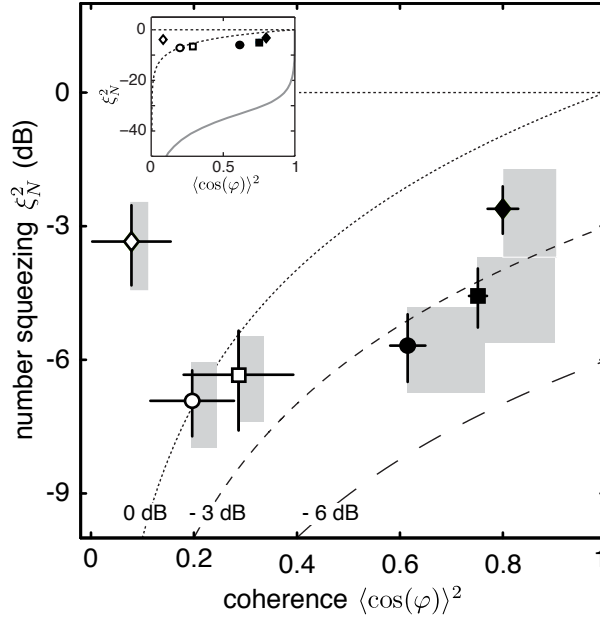 0
−20
−40
ξ²_N
0
0.5
1
⟨cos(φ)⟩²
0
-3
-6
-9
number squeezing ξ²_N (dB)
0 dB
- 3 dB
- 6 dB
0
0.2
0.4
0.6
0.8
1
coherence ⟨cos(φ)⟩²